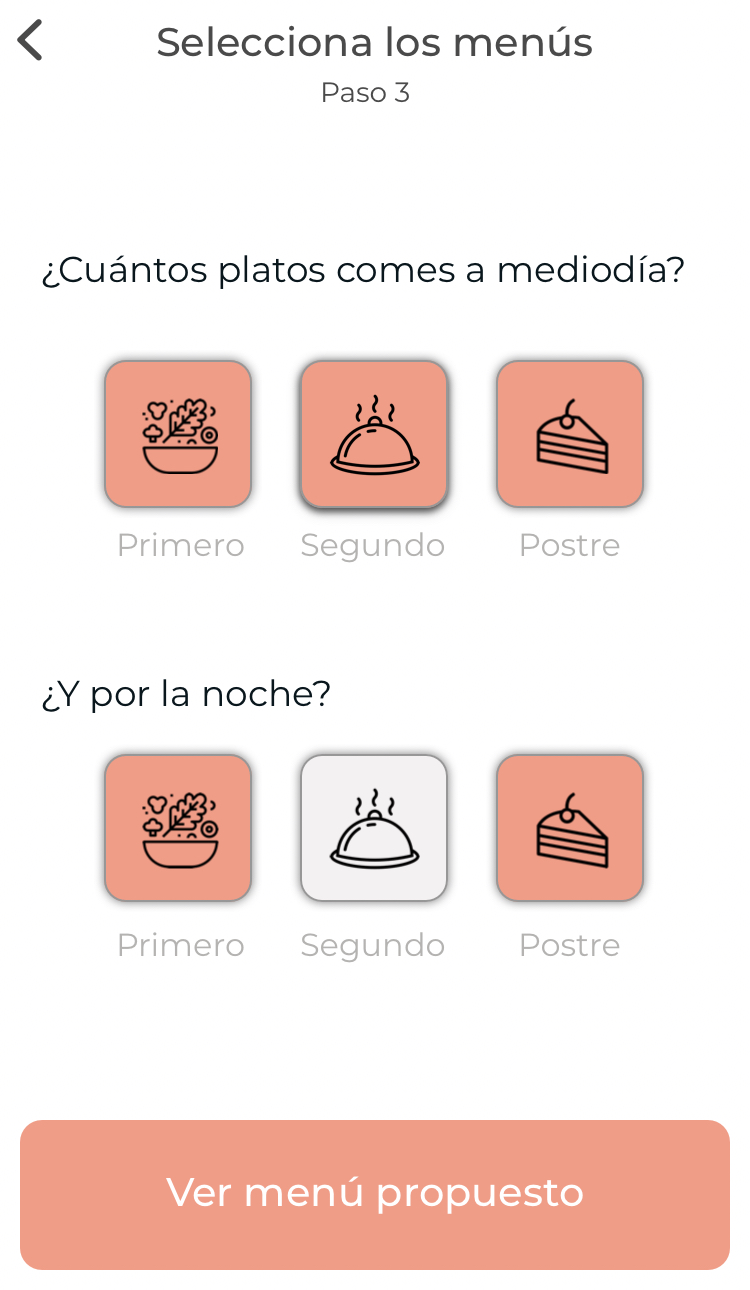 Selecciona los menús
Paso 3
¿Cuántos platos comes a mediodía?
Primero Segundo Postre
¿Y por la noche?
Primero Segundo Postre
Ver menú propuesto